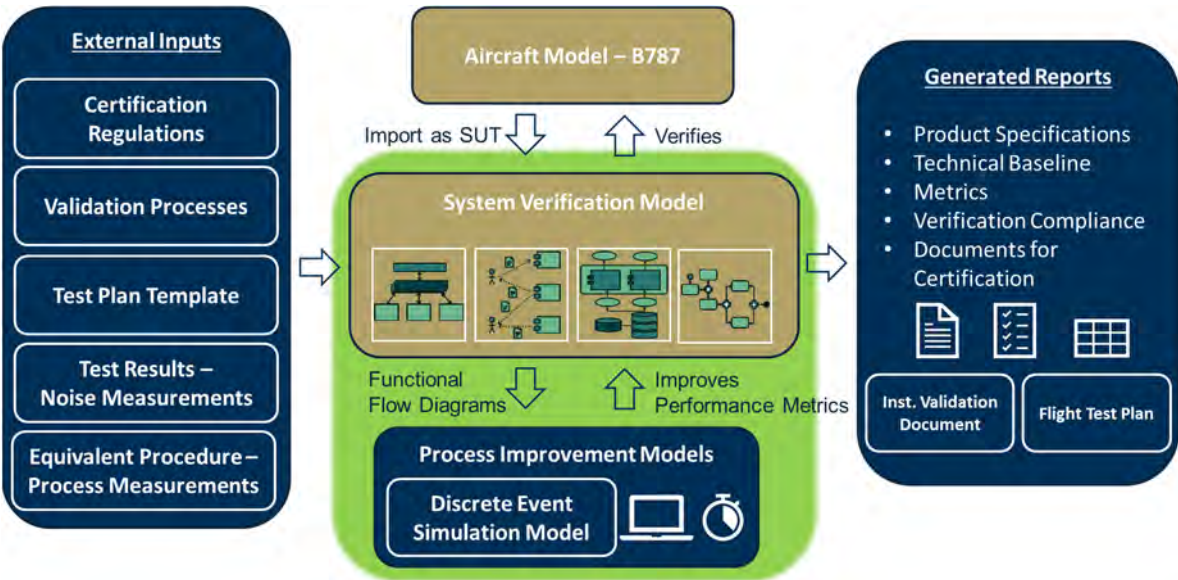 External Inputs
Certification
Regulations
Validation Processes
Test Plan Template
Test Results –
Noise Measurements
Equivalent Procedure –
Process Measurements
Aircraft Model – B787
Import as SUT
Verifies
System Verification Model
Functional
Flow Diagrams
Improves
Performance Metrics
Process Improvement Models
Discrete Event
Simulation Model
Generated Reports
• Product Specifications
• Technical Baseline
• Metrics
• Verification Compliance
• Documents for
Certification
Inst. Validation
Document
Flight Test Plan